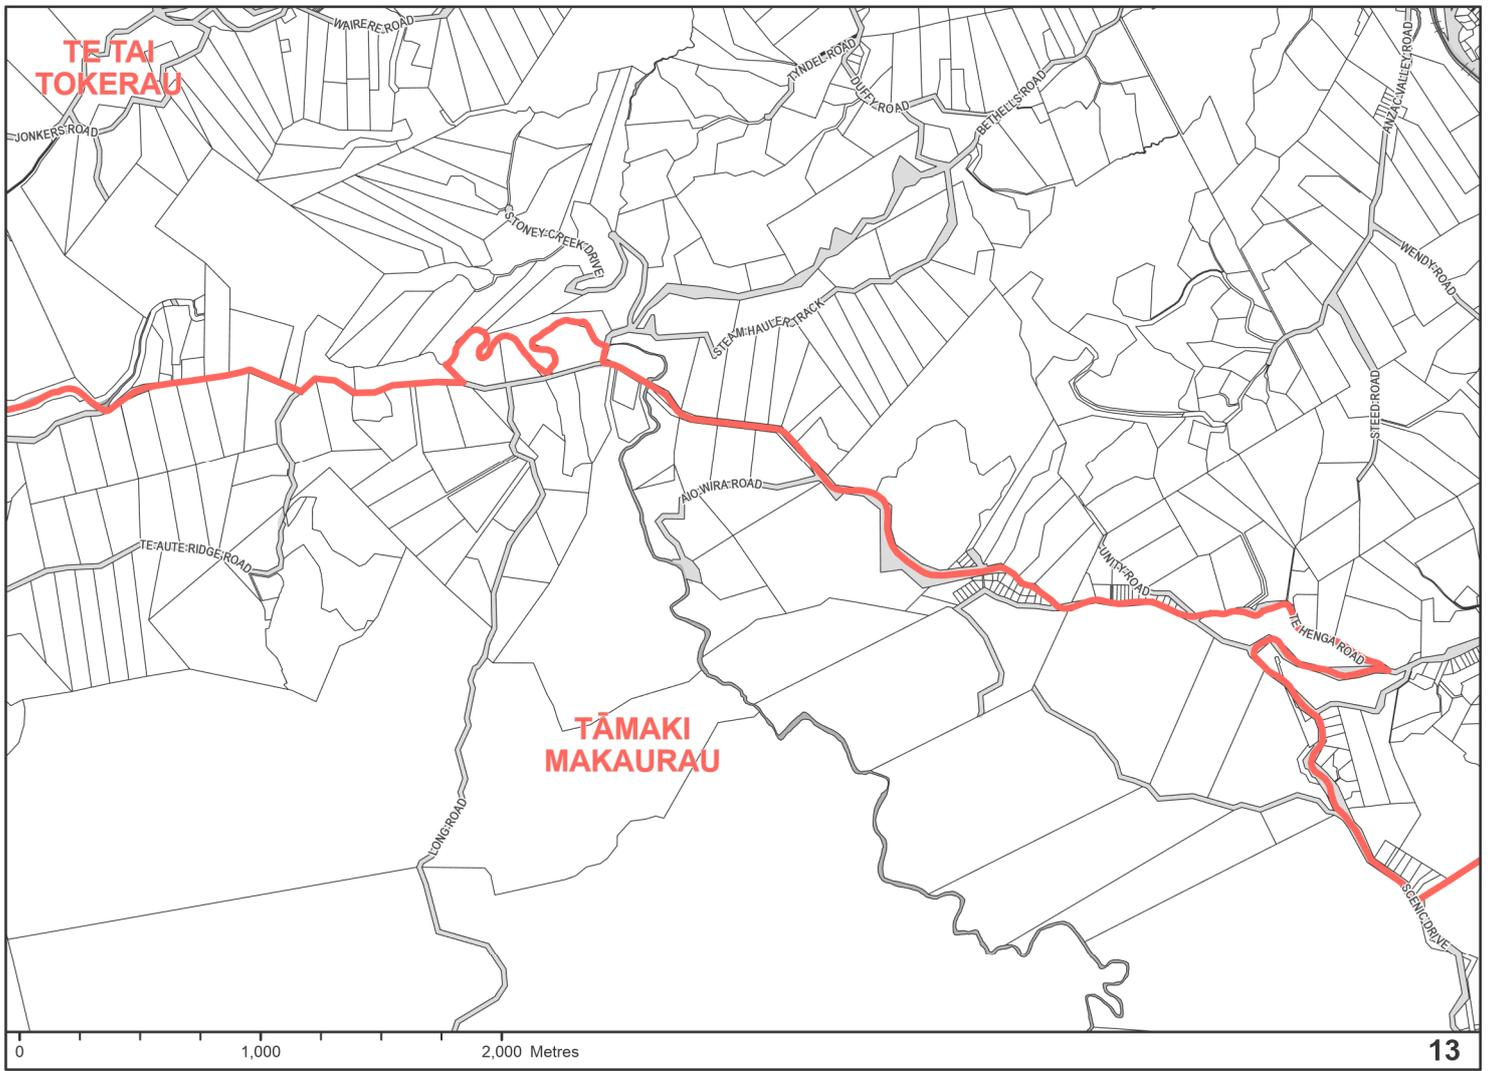 WAIRERE ROAD
TE TAI
TOKERAU
JONKERS ROAD
TYNDEL ROAD
DUFFY ROAD
BETHELLS ROAD
ANZAC VALLEY ROAD
STONEY CREEK DRIVE
WENDY ROAD
STEAM HAULER TRACK
STEED ROAD
AIO WIRA ROAD
TE AUTE RIDGE ROAD
UNITY ROAD
TE HENGA ROAD
TĀMAKI
MAKAURAU
LONG ROAD
SCENIC DRIVE
0 1,000 2,000 Metres
13